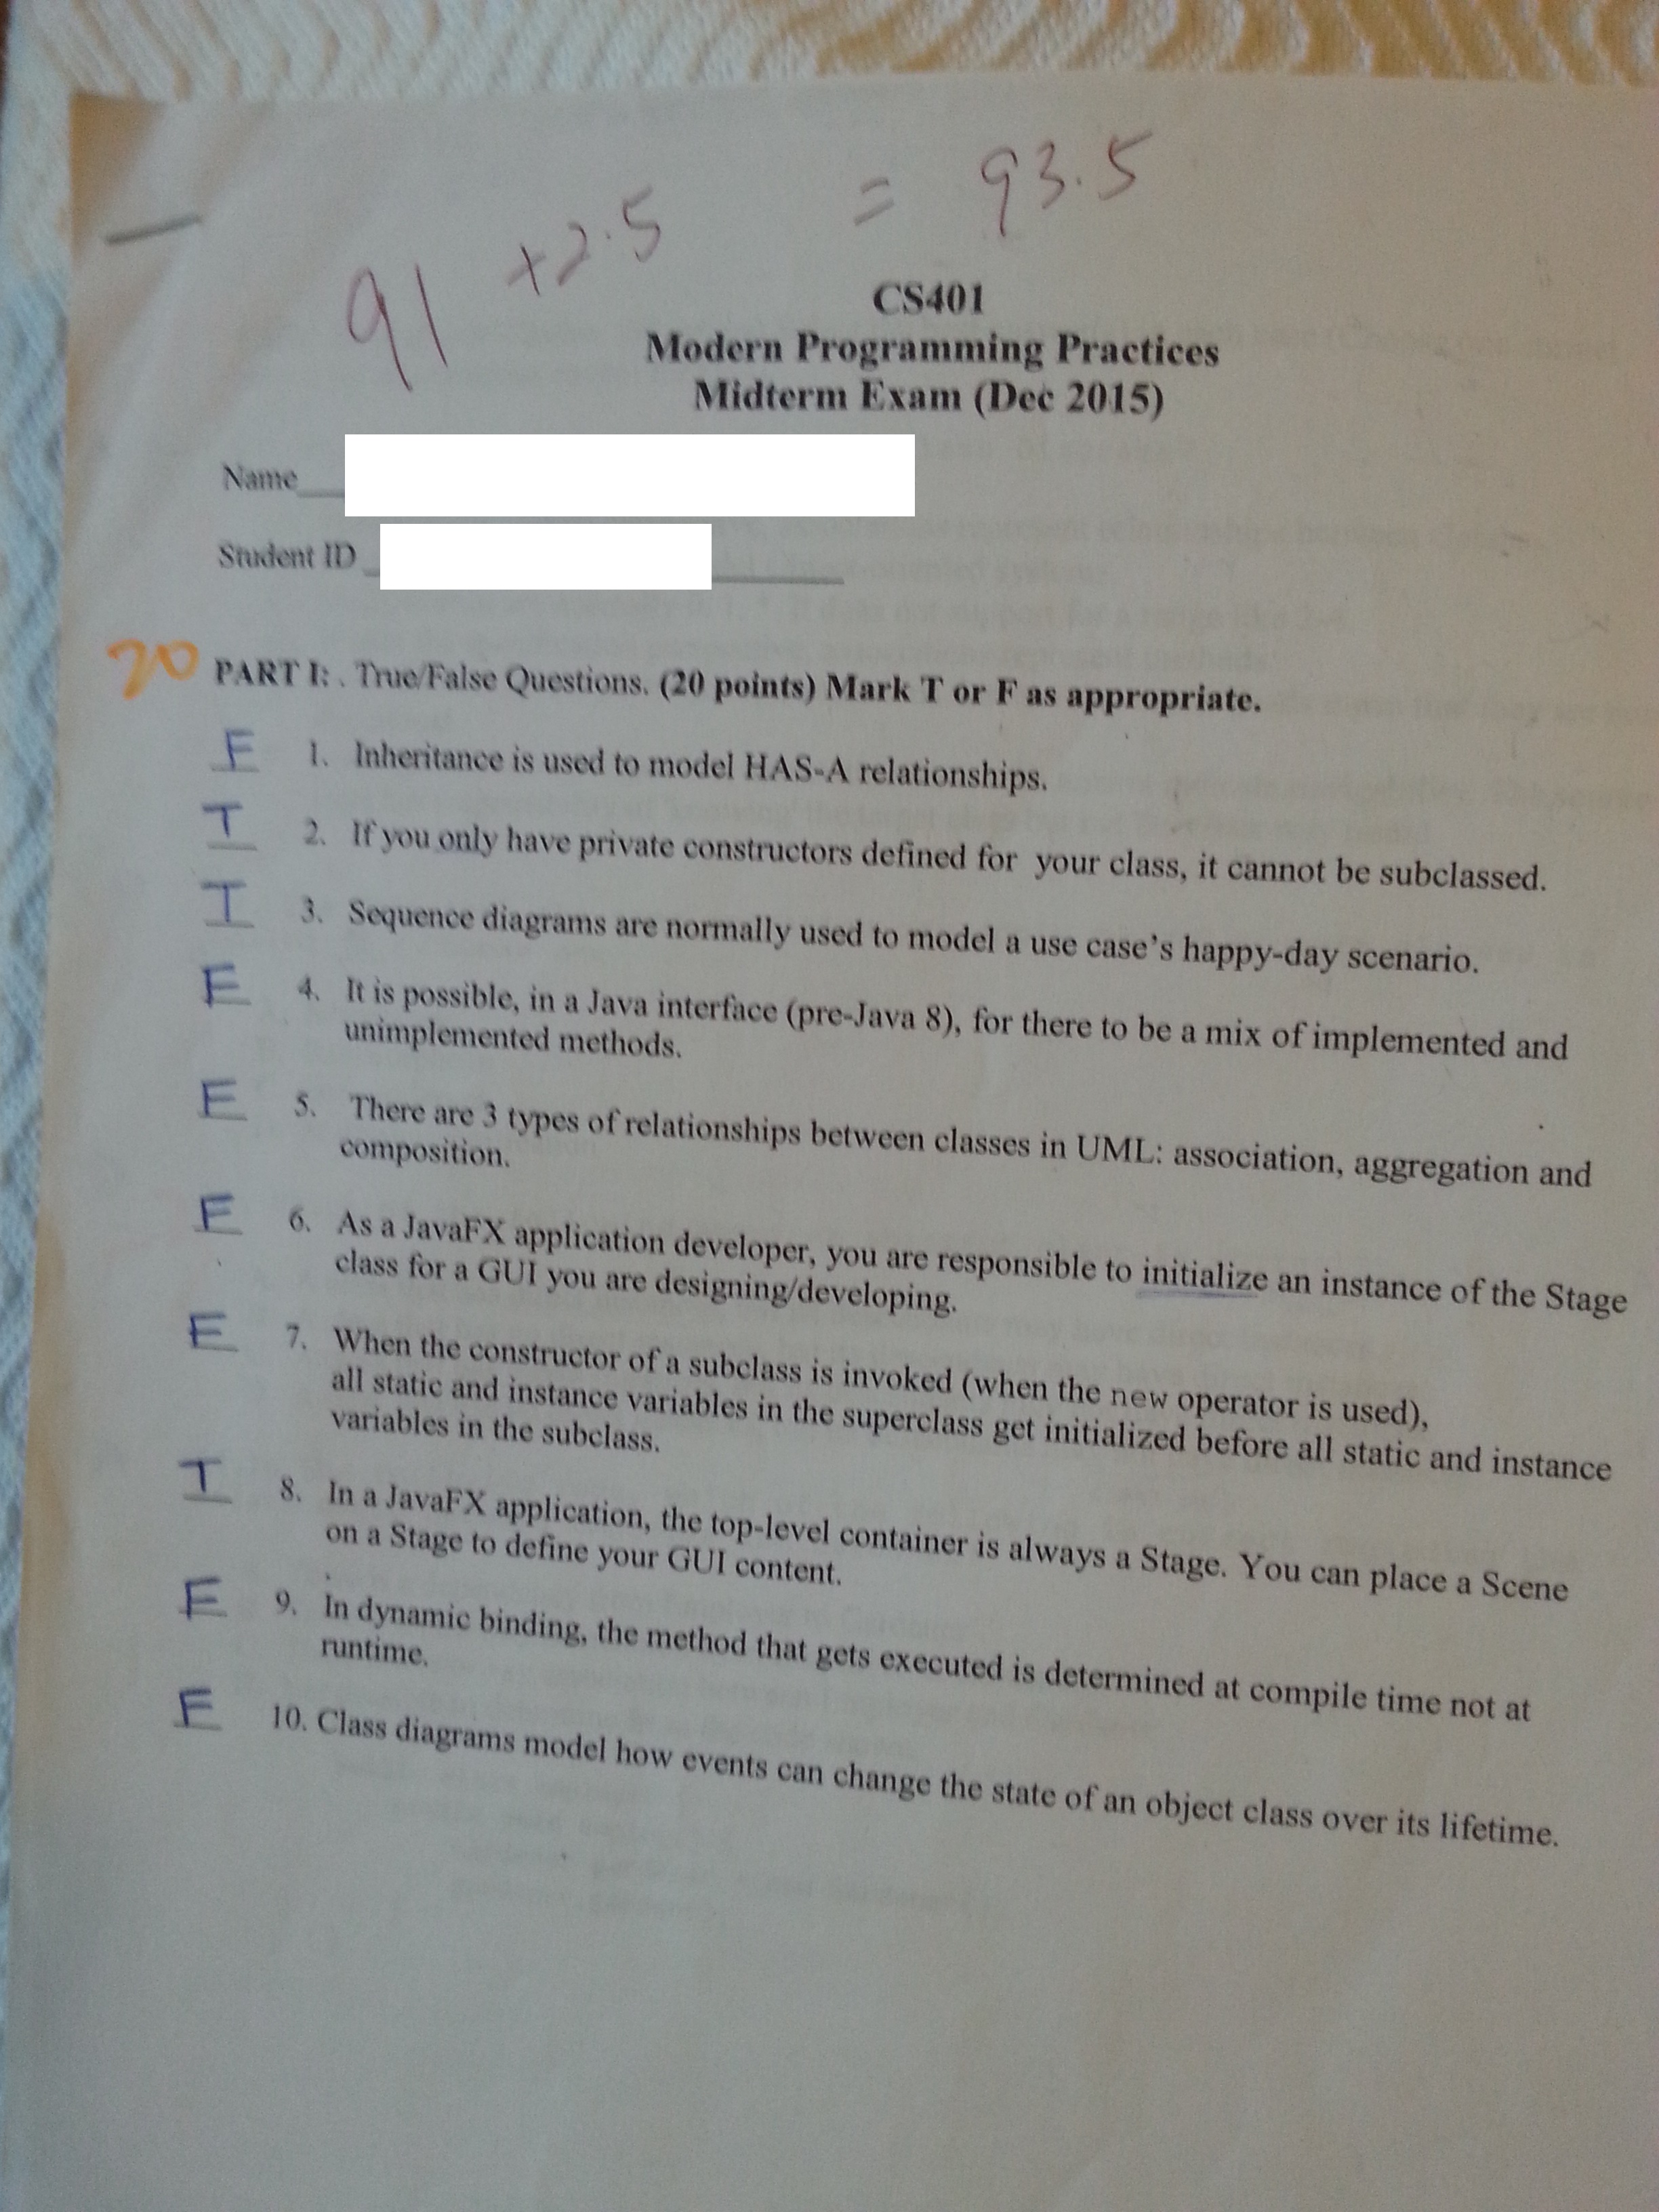 91 +2.5 = 93.5
CS401
Modern Programming Practices
Midterm Exam (Dec 2015)
Name
Student ID
20 PART I: . True/False Questions. (20 points) Mark T or F as appropriate.
F 1. Inheritance is used to model HAS-A relationships.
T 2. If you only have private constructors defined for your class, it cannot be subclassed.
T 3. Sequence diagrams are normally used to model a use case's happy-day scenario.
F 4. It is possible, in a Java interface (pre-Java 8), for there to be a mix of implemented and
unimplemented methods.
F 5. There are 3 types of relationships between classes in UML: association, aggregation and
composition.
F 6. As a JavaFX application developer, you are responsible to initialize an instance of the Stage
class for a GUI you are designing/developing.
F 7. When the constructor of a subclass is invoked (when the new operator is used),
all static and instance variables in the superclass get initialized before all static and instance
variables in the subclass.
T 8. In a JavaFX application, the top-level container is always a Stage. You can place a Scene
on a Stage to define your GUI content.
F 9. In dynamic binding, the method that gets executed is determined at compile time not at
runtime.
F 10. Class diagrams model how events can change the state of an object class over its lifetime.